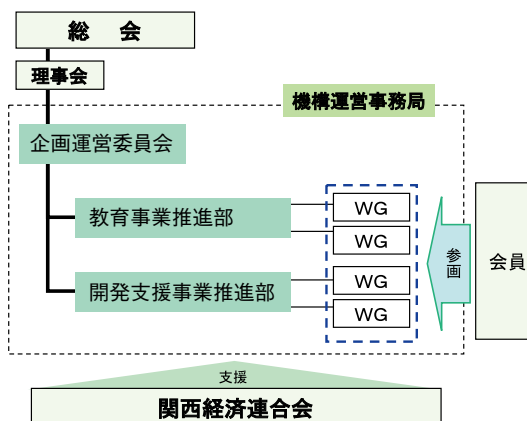 総　会
理事会
機構運営事務局
企画運営委員会
教育事業推進部
WG
WG
開発支援事業推進部
WG
WG
参画
会員
支援
関西経済連合会